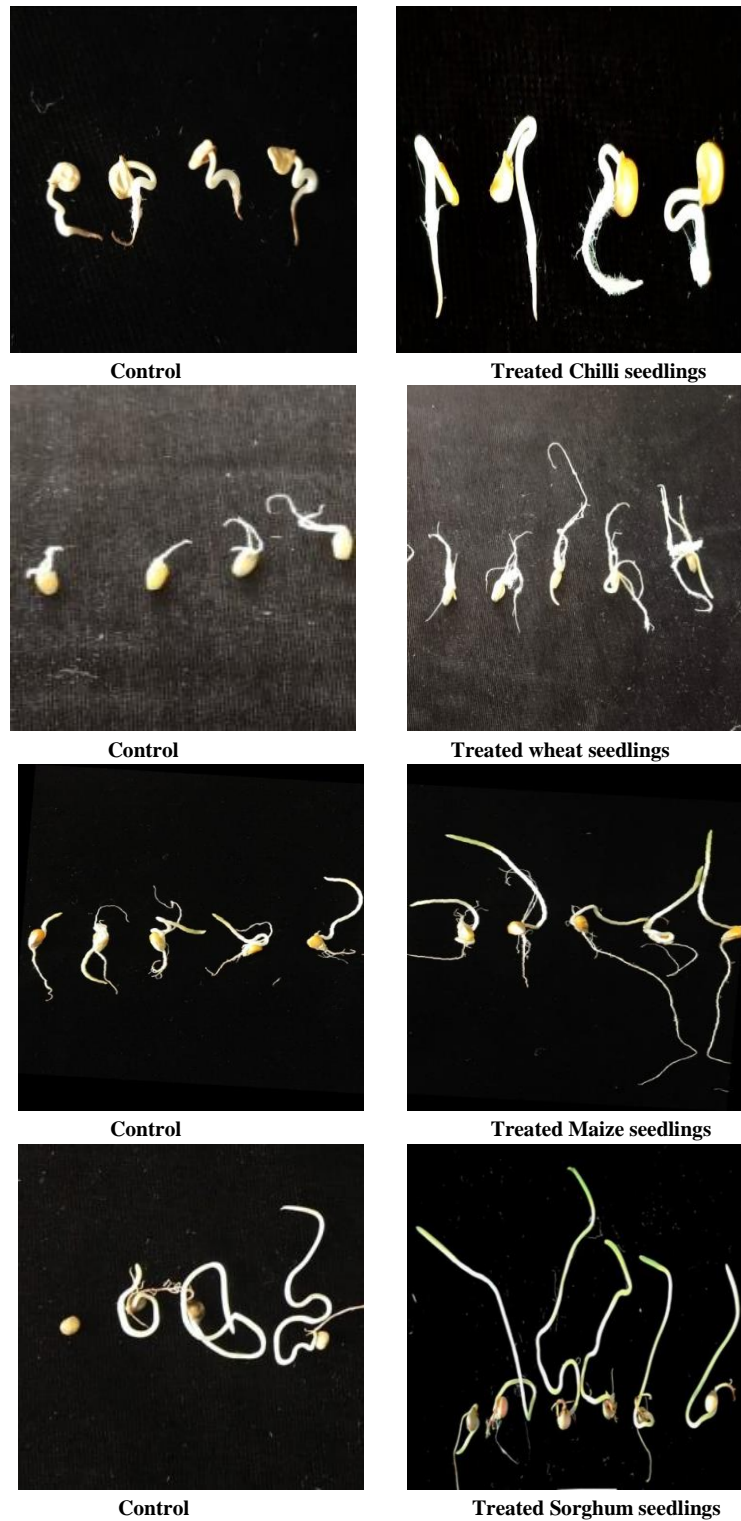 Control
Treated Chilli seedlings
Control
Treated wheat seedlings
Control
Treated Maize seedlings
Control
Treated Sorghum seedlings